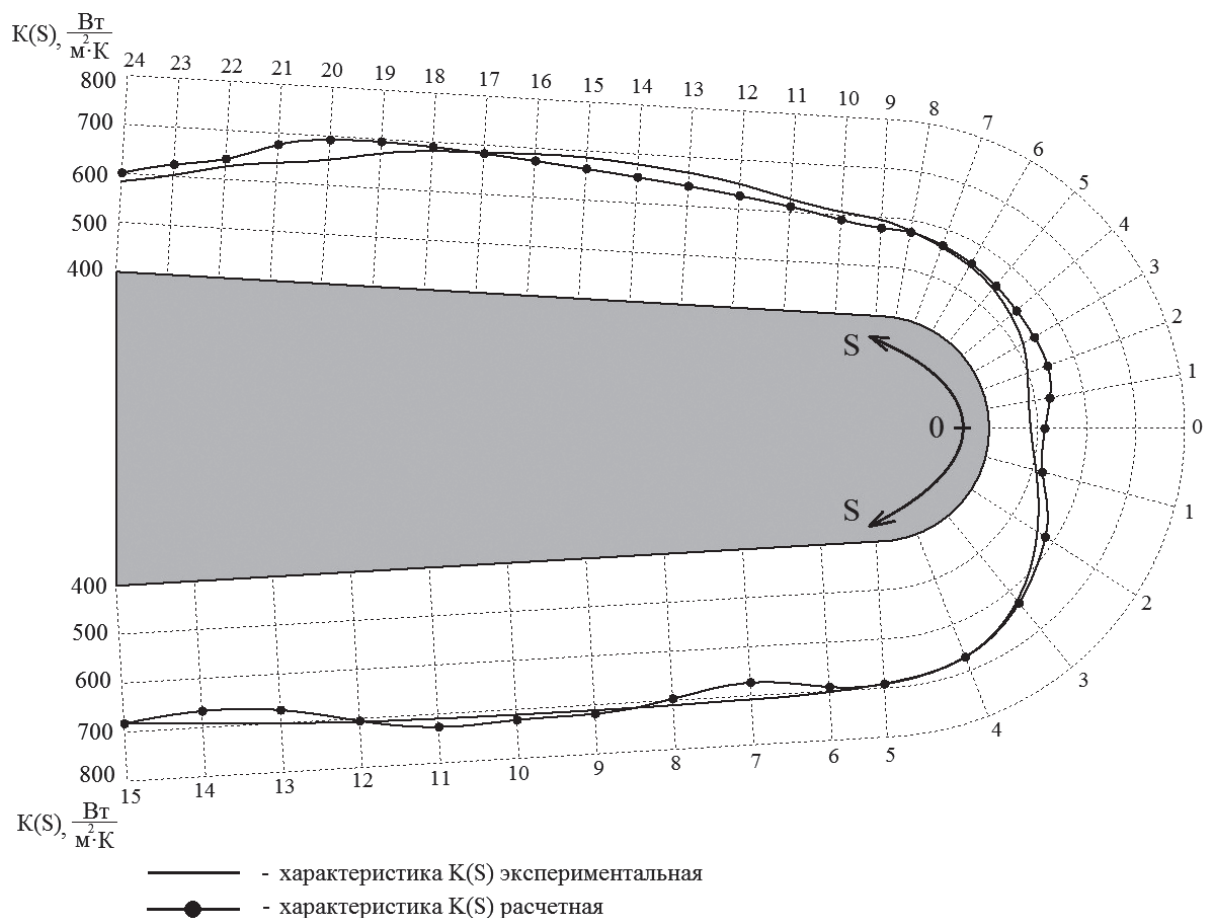 K(S), Вт
м²·К
24 23 22 21 20 19 18 17 16 15 14 13 12 11 10 9 8 7 6 5 4 3 2 1 0
800
700
600
500
400
S
0
S
1 2 3 4
400
500
600
700
800
15 14 13 12 11 10 9 8 7 6 5
K(S), Вт
м²·К
- характеристика K(S) экспериментальная
- характеристика K(S) расчетная